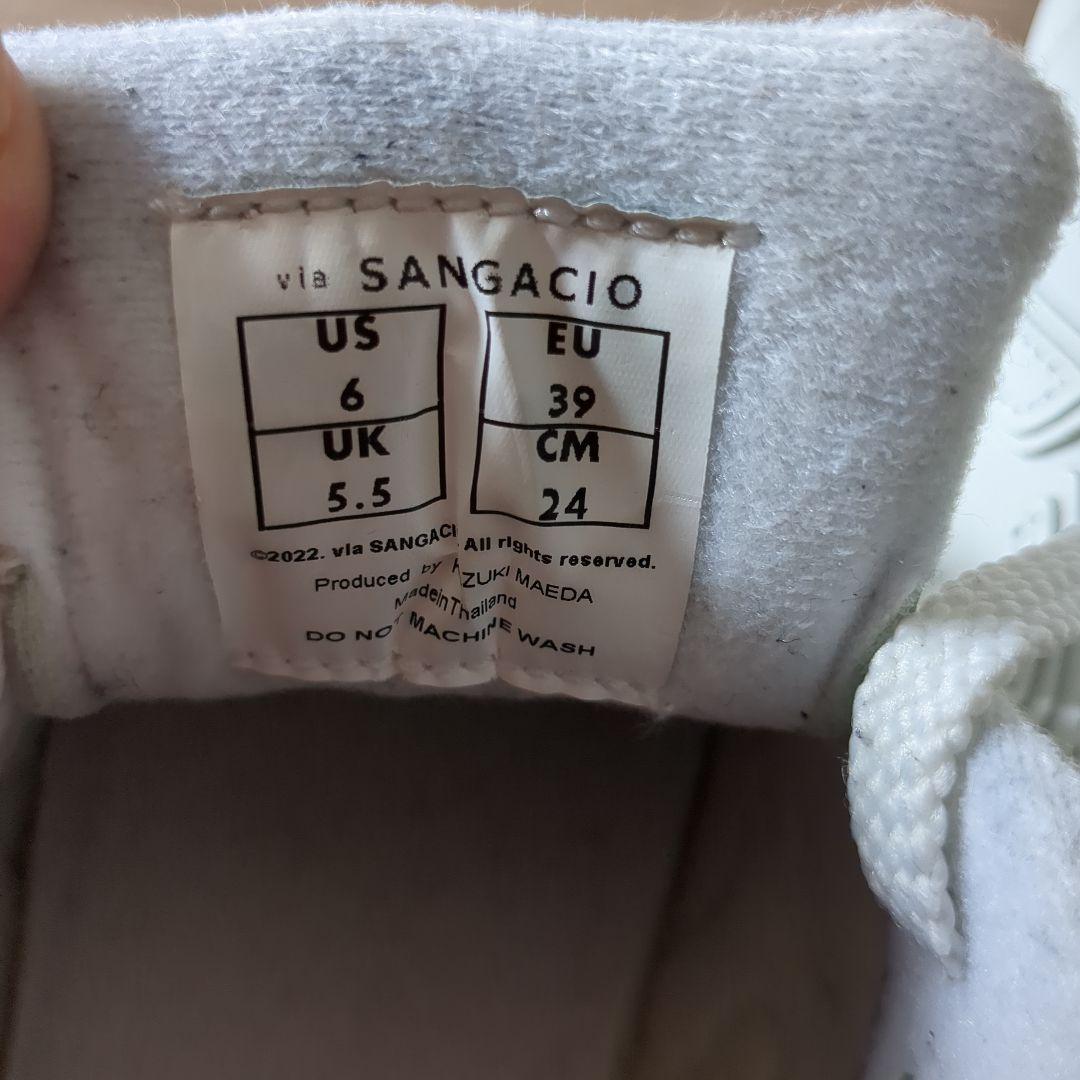 via SANGACIO
US
6
UK
5.5
EU
39
CM
24
©2022. via SANGACI All rights reserved.
Produced by ZUKI MAEDA
MadeinThailand
DO NOT MACHINE WASH